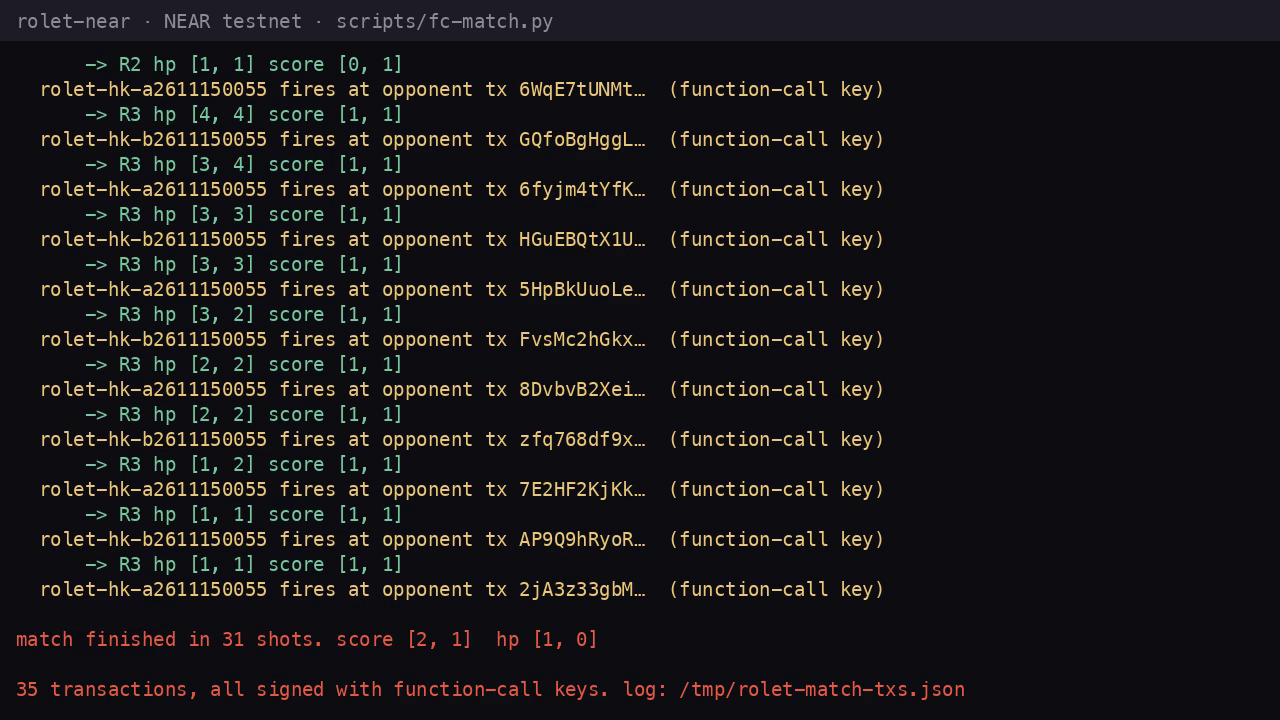 rolet-near · NEAR testnet · scripts/fc-match.py
—> R2 hp [1, 1] score [0, 1]
rolet-hk-a2611150055 fires at opponent tx 6WqE7tUNMt… (function-call key)
—> R3 hp [4, 4] score [1, 1]
rolet-hk-b2611150055 fires at opponent tx GQfoBgHggL… (function-call key)
—> R3 hp [3, 4] score [1, 1]
rolet-hk-a2611150055 fires at opponent tx 6fyjm4tYfK… (function-call key)
—> R3 hp [3, 3] score [1, 1]
rolet-hk-b2611150055 fires at opponent tx HGuEBQtX1U… (function-call key)
—> R3 hp [3, 3] score [1, 1]
rolet-hk-a2611150055 fires at opponent tx 5HpBkUuoLe… (function-call key)
—> R3 hp [3, 2] score [1, 1]
rolet-hk-b2611150055 fires at opponent tx FvsMc2hGkx… (function-call key)
—> R3 hp [2, 2] score [1, 1]
rolet-hk-a2611150055 fires at opponent tx 8DvbvB2Xei… (function-call key)
—> R3 hp [2, 2] score [1, 1]
rolet-hk-b2611150055 fires at opponent tx zfq768df9x… (function-call key)
—> R3 hp [1, 2] score [1, 1]
rolet-hk-a2611150055 fires at opponent tx 7E2HF2KjKk… (function-call key)
—> R3 hp [1, 1] score [1, 1]
rolet-hk-b2611150055 fires at opponent tx AP9Q9hRyoR… (function-call key)
—> R3 hp [1, 1] score [1, 1]
rolet-hk-a2611150055 fires at opponent tx 2jA3z33gbM… (function-call key)
match finished in 31 shots. score [2, 1]  hp [1, 0]
35 transactions, all signed with function-call keys. log: /tmp/rolet-match-txs.json